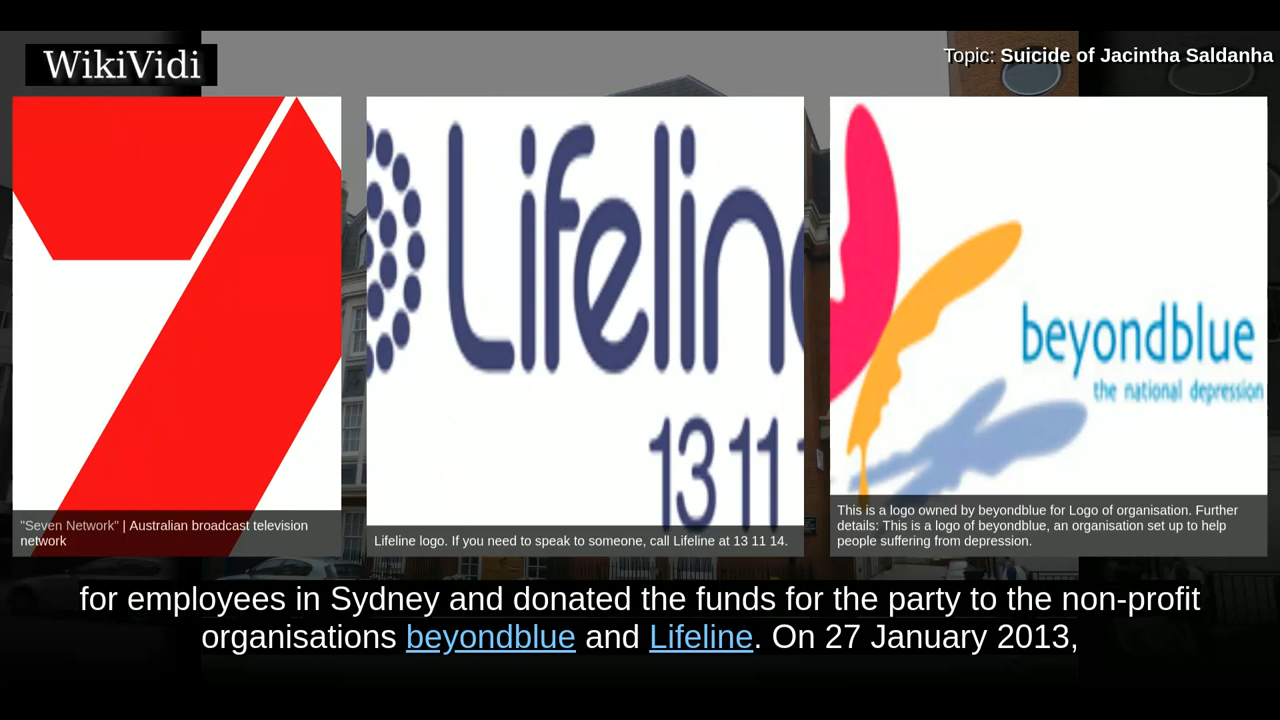 WikiVidi
Topic: Suicide of Jacintha Saldanha
Lifelin
13 11
beyondblue
the national depression
"Seven Network" | Australian broadcast television
network
Lifeline logo. If you need to speak to someone, call Lifeline at 13 11 14.
This is a logo owned by beyondblue for Logo of organisation. Further
details: This is a logo of beyondblue, an organisation set up to help
people suffering from depression.
for employees in Sydney and donated the funds for the party to the non-profit
organisations beyondblue and Lifeline. On 27 January 2013,